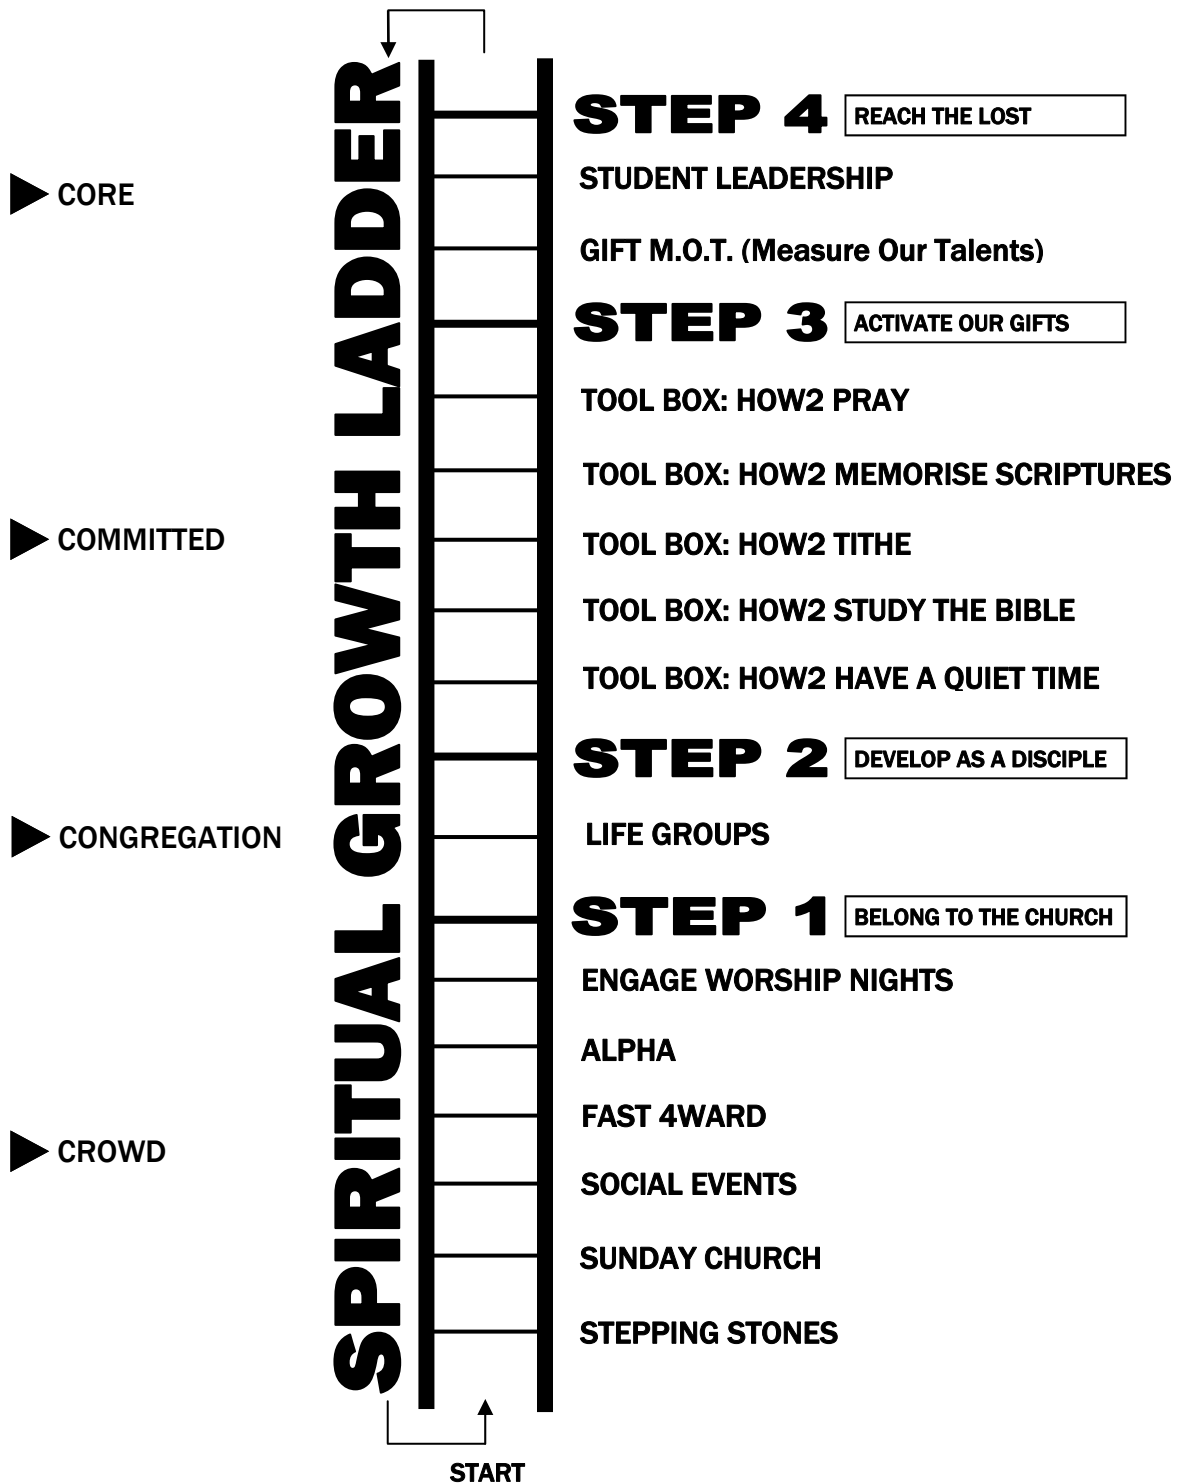 SPIRITUAL GROWTH LADDER
STEP 4 REACH THE LOST
STUDENT LEADERSHIP
CORE
GIFT M.O.T. (Measure Our Talents)
STEP 3 ACTIVATE OUR GIFTS
TOOL BOX: HOW2 PRAY
TOOL BOX: HOW2 MEMORISE SCRIPTURES
COMMITTED
TOOL BOX: HOW2 TITHE
TOOL BOX: HOW2 STUDY THE BIBLE
TOOL BOX: HOW2 HAVE A QUIET TIME
STEP 2 DEVELOP AS A DISCIPLE
CONGREGATION
LIFE GROUPS
STEP 1 BELONG TO THE CHURCH
ENGAGE WORSHIP NIGHTS
ALPHA
FAST 4WARD
CROWD
SOCIAL EVENTS
SUNDAY CHURCH
STEPPING STONES
START